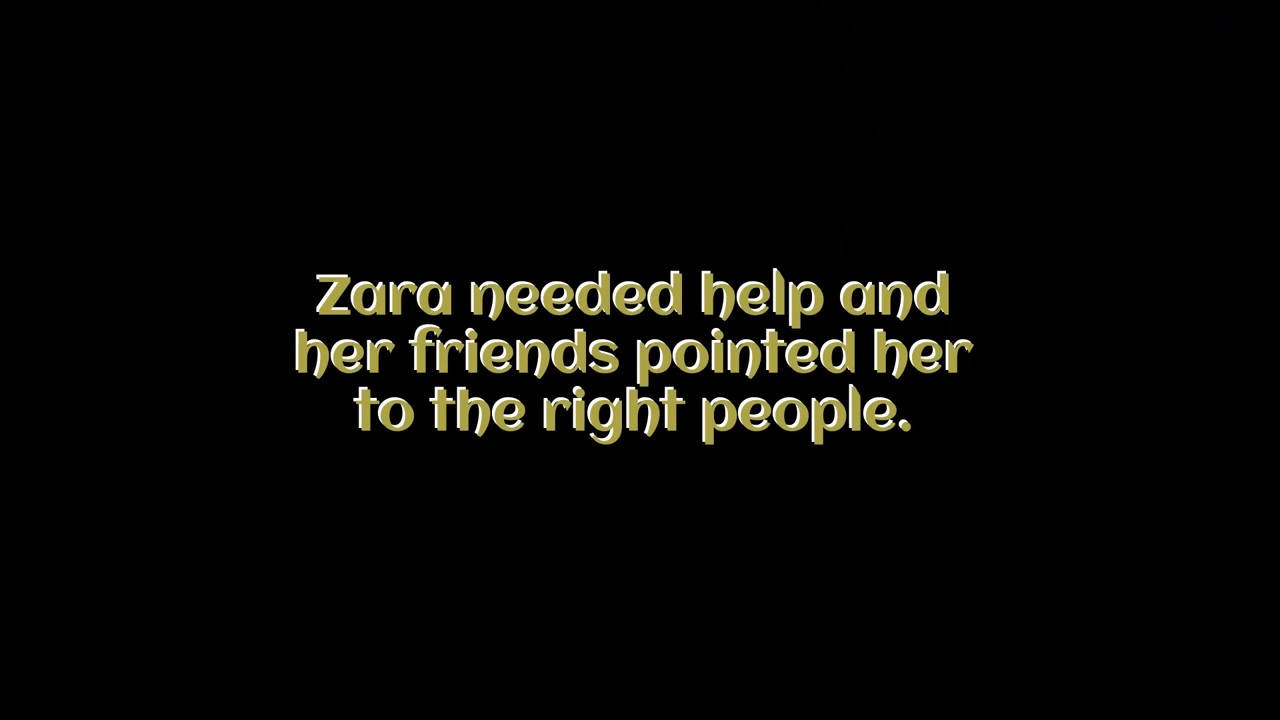 Zara needed help and
her friends pointed her
to the right people.